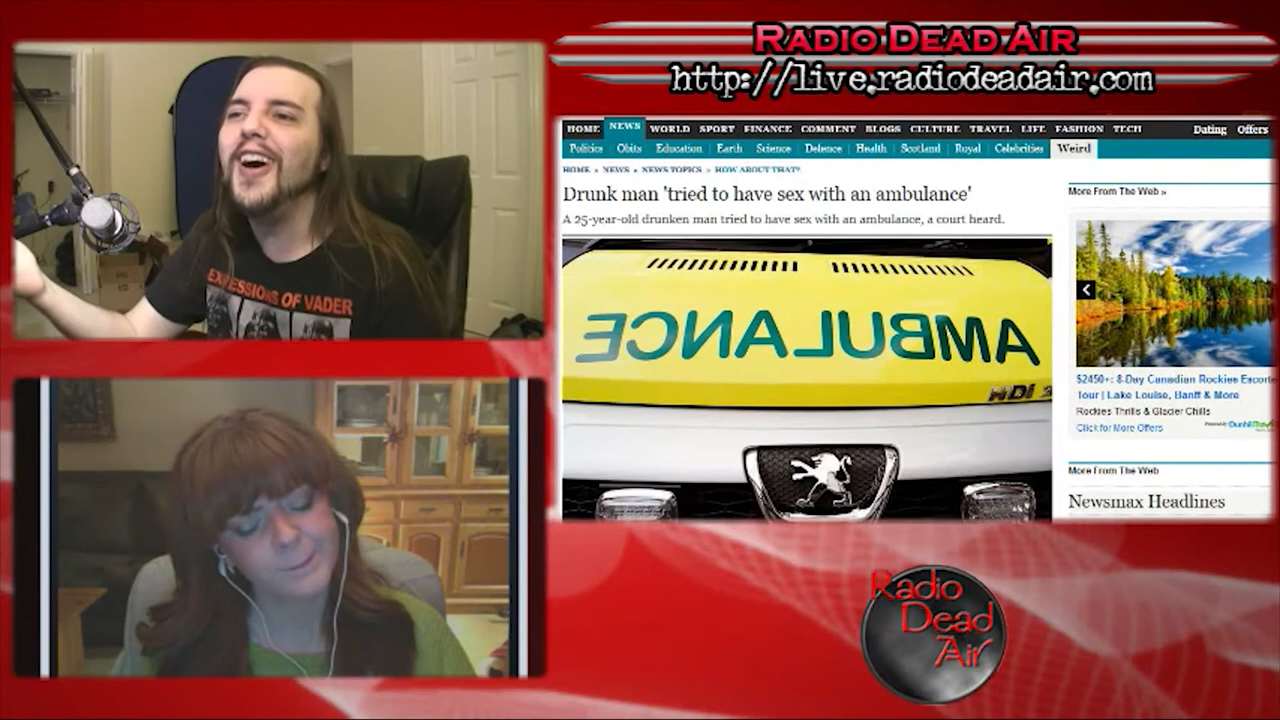 RADIO DEAD AIR
http://live.radiodeadair.com
HOME NEWS WORLD SPORT FINANCE COMMENT BLOGS CULTURE TRAVEL LIFE FASHION TECH Dating Offers
Politics Obits Education Earth Science Defence Health Scotland Royal Celebrities Weird
HOME » NEWS » NEWS TOPICS » HOW ABOUT THAT?
Drunk man 'tried to have sex with an ambulance'
A 25-year-old drunken man tried to have sex with an ambulance, a court heard.
More From The Web »
AMBULANCE
HDI
$2450+: 8-Day Canadian Rockies Escort
Tour | Lake Louise, Banff & More
Rockies Thrills & Glacier Chills
Click for More Offers
More From The Web
Newsmax Headlines
EXPRESSIONS OF VADER
Radio
Dead
Air